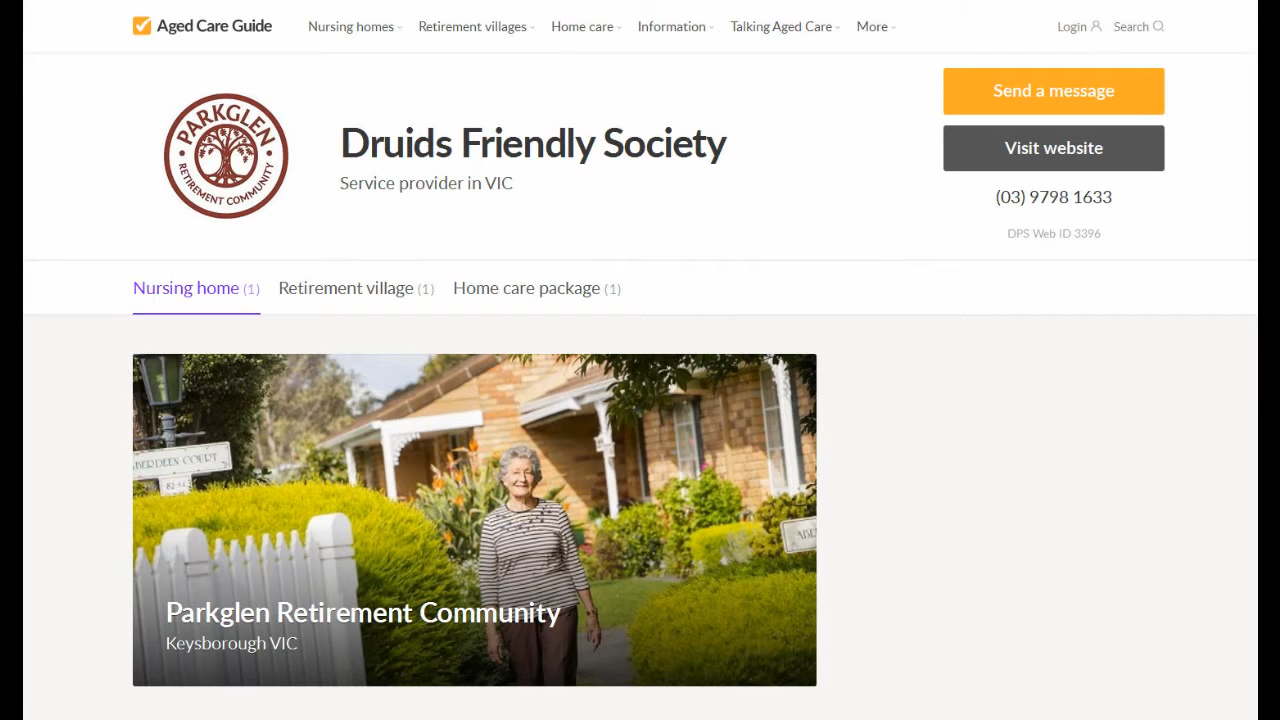 Aged Care Guide
Nursing homes
Retirement villages
Home care
Information
Talking Aged Care
More
Login
Search
PARKGLEN
RETIREMENT COMMUNITY
Druids Friendly Society
Service provider in VIC
Send a message
Visit website
(03) 9798 1633
DPS Web ID 3396
Nursing home (1)
Retirement village (1)
Home care package (1)
ABERDEEN COURT
Parkglen Retirement Community
Keysborough VIC